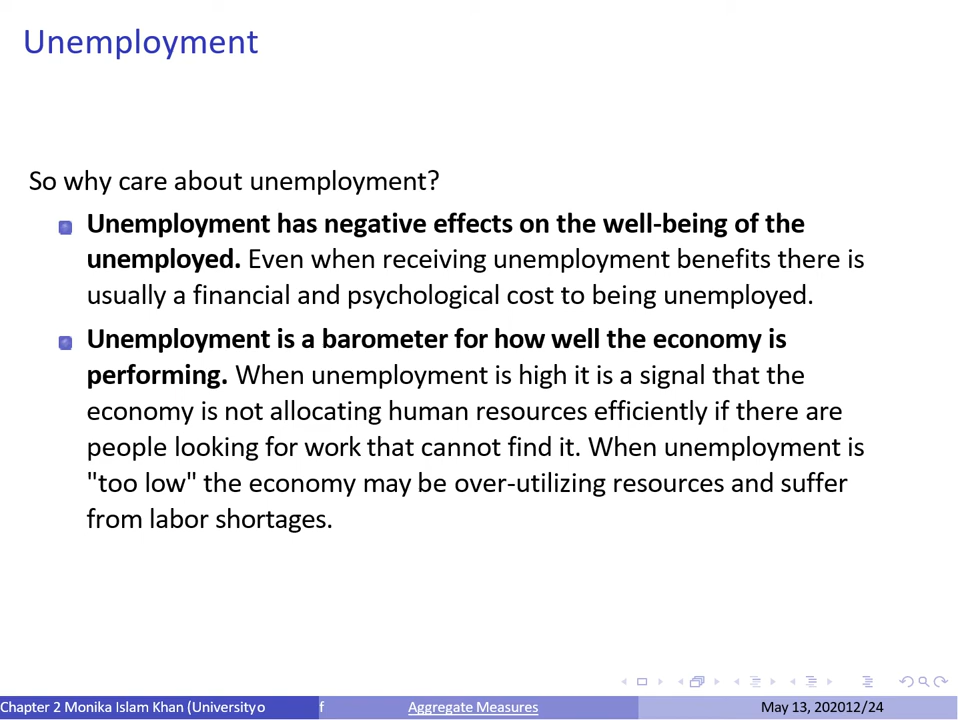 Unemployment
So why care about unemployment?
Unemployment has negative effects on the well-being of the
unemployed. Even when receiving unemployment benefits there is
usually a financial and psychological cost to being unemployed.
Unemployment is a barometer for how well the economy is
performing. When unemployment is high it is a signal that the
economy is not allocating human resources efficiently if there are
people looking for work that cannot find it. When unemployment is
"too low" the economy may be over-utilizing resources and suffer
from labor shortages.
Chapter 2 Monika Islam Khan (Universityo f Aggregate Measures May 13, 202012/24